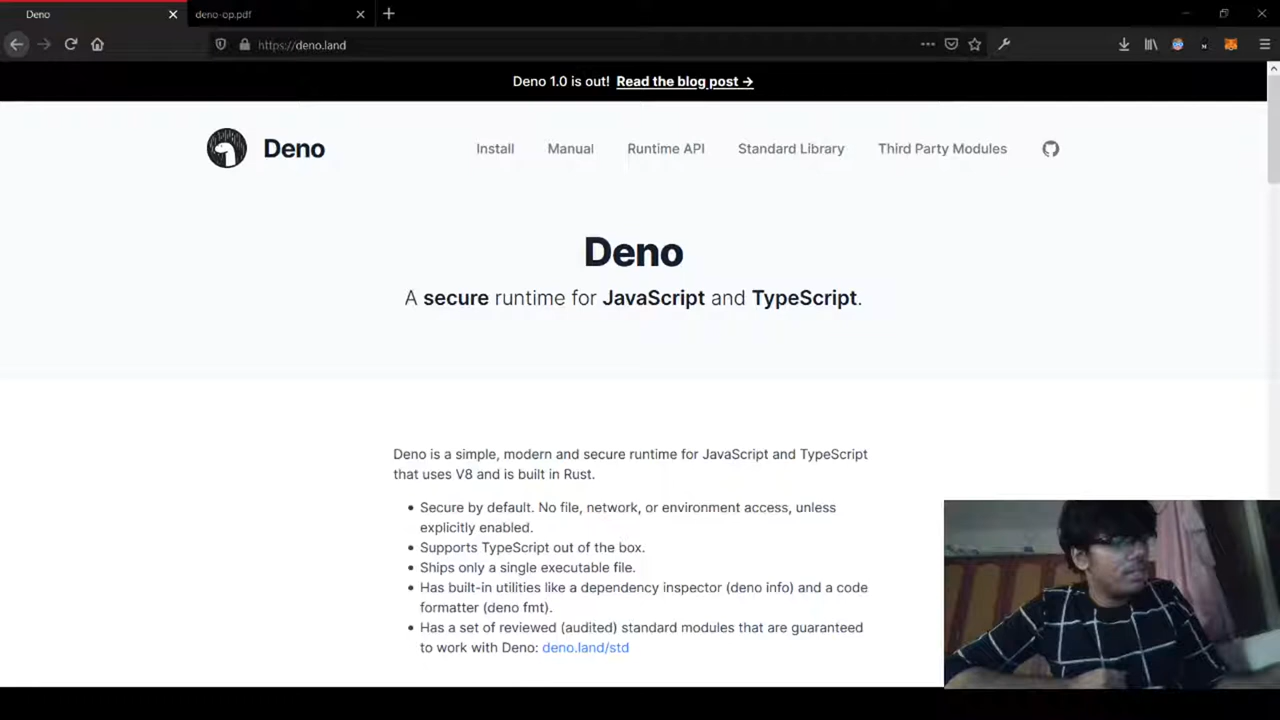 Deno
deno-op.pdf
https://deno.land
Deno 1.0 is out! Read the blog post →
Deno
Install
Manual
Runtime API
Standard Library
Third Party Modules
Deno
A secure runtime for JavaScript and TypeScript.
Deno is a simple, modern and secure runtime for JavaScript and TypeScript
that uses V8 and is built in Rust.
• Secure by default. No file, network, or environment access, unless
explicitly enabled.
• Supports TypeScript out of the box.
• Ships only a single executable file.
• Has built-in utilities like a dependency inspector (deno info) and a code
formatter (deno fmt).
• Has a set of reviewed (audited) standard modules that are guaranteed
to work with Deno: deno.land/std